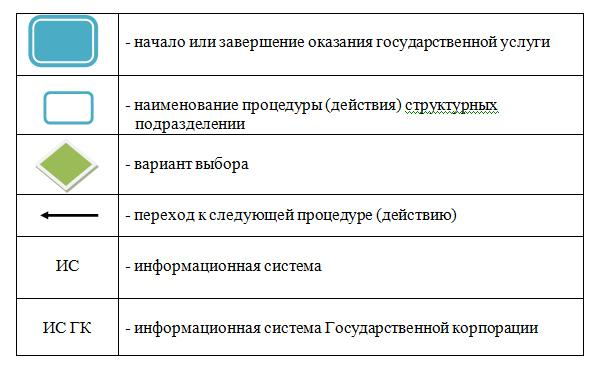 - начало или завершение оказания государственной услуги
- наименование процедуры (действия) структурных
подразделении
- вариант выбора
- переход к следующей процедуре (действию)
ИС - информационная система
ИС ГК - информационная система Государственной корпорации